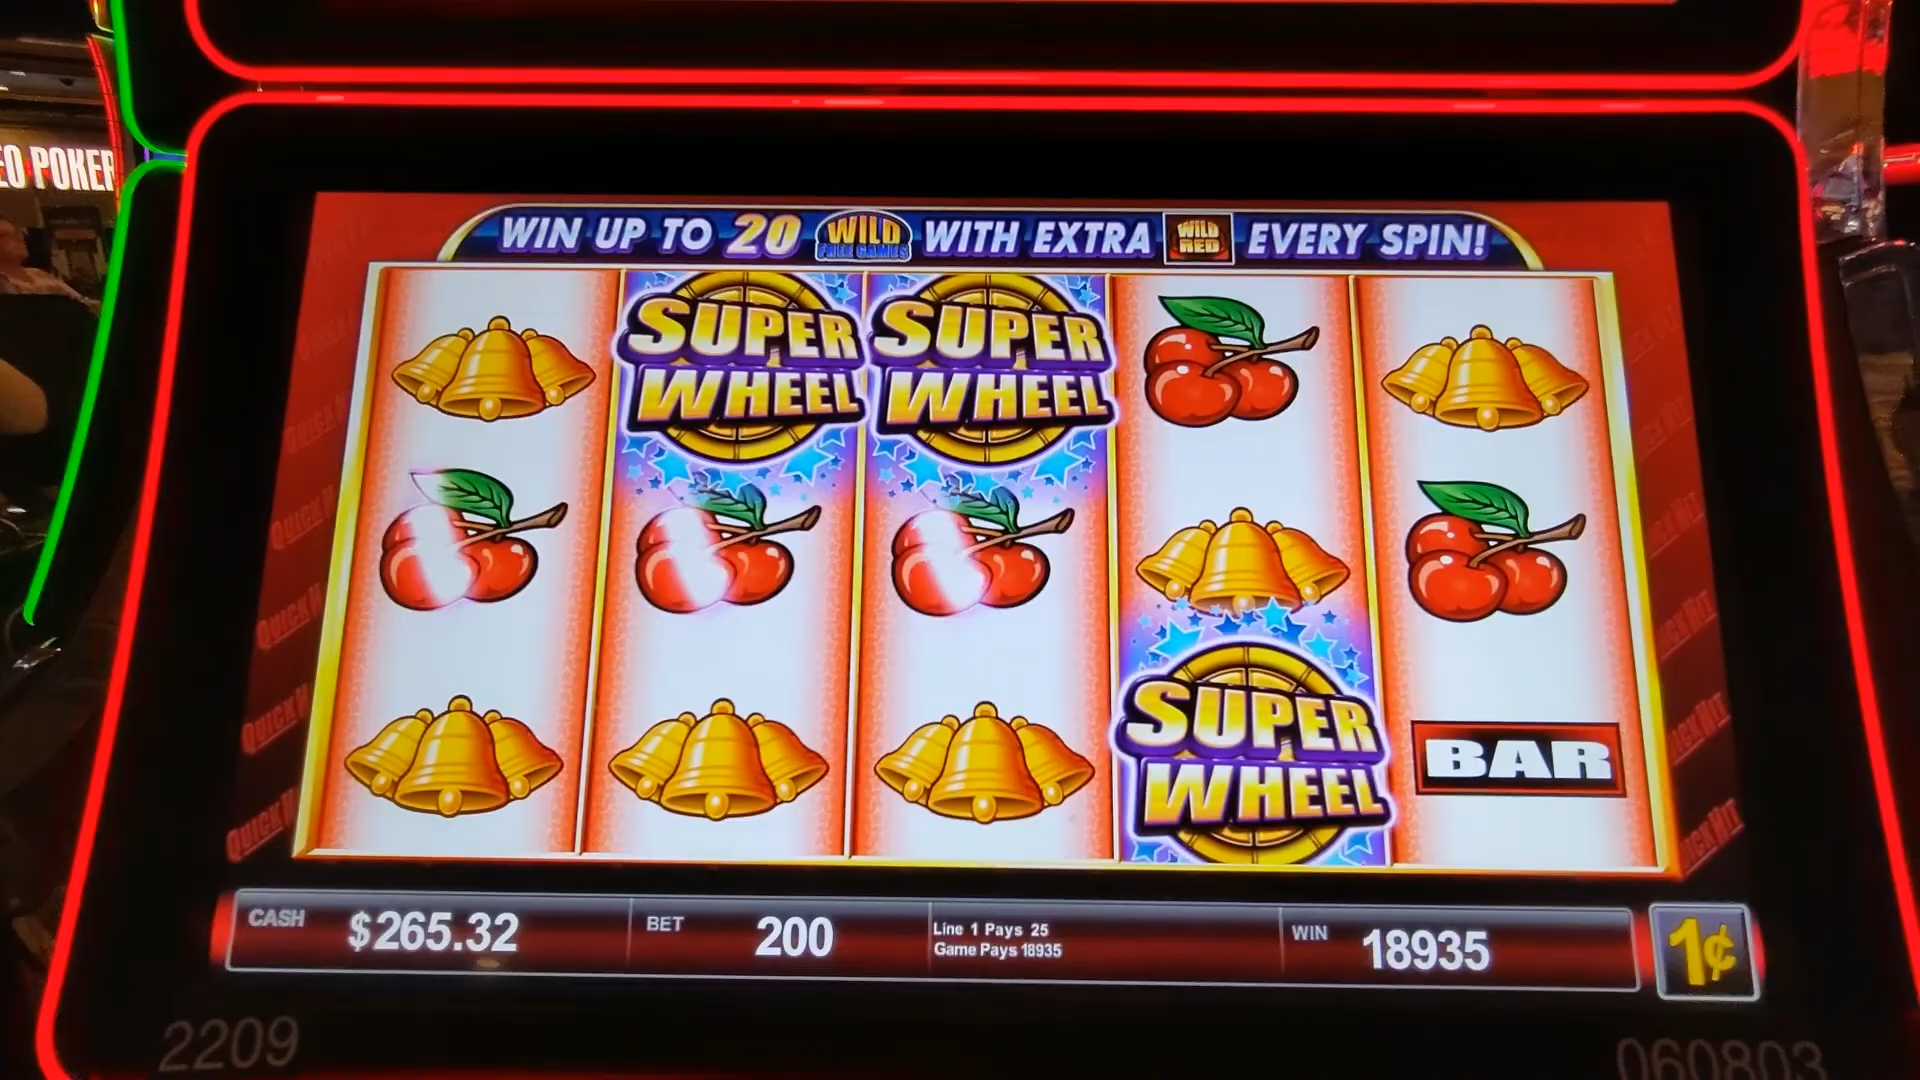 EO POKER
WIN UP TO 20 WILD FREE GAMES WITH EXTRA WILD RED EVERY SPIN!
SUPER WHEEL
SUPER WHEEL
SUPER WHEEL
BAR
CASH $265.32
BET 200
Line 1 Pays 25
Game Pays 18935
WIN 18935
1¢
QUICK HIT
2209
060803